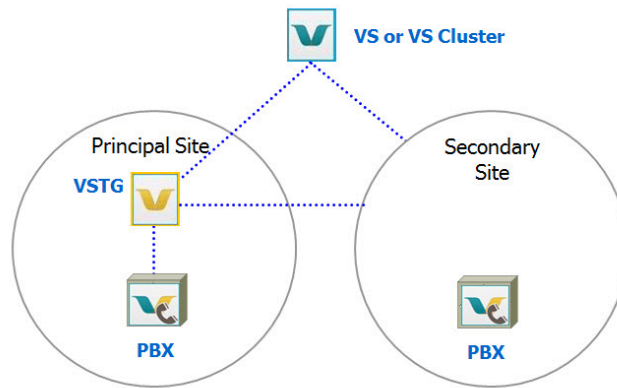 VS or VS Cluster
Principal Site
VSTG
Secondary
Site
PBX
PBX